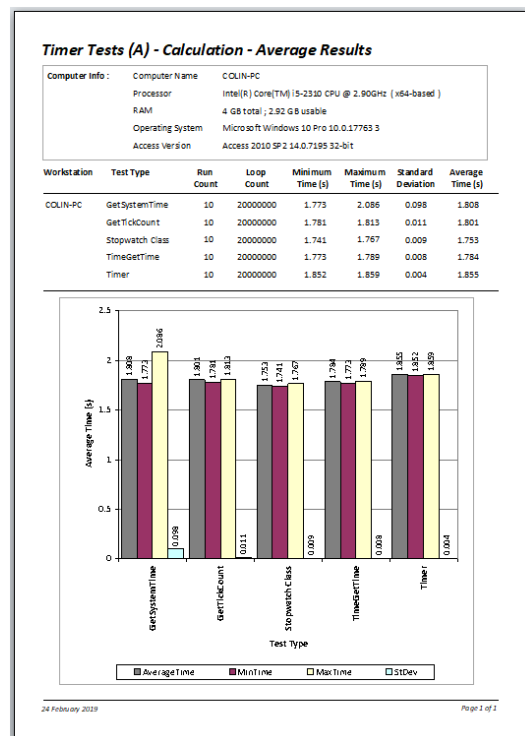 Timer Tests (A) - Calculation - Average Results
Computer Info : Computer Name COLIN-PC
Processor Intel(R) Core(TM) i5-2310 CPU @ 2.90GHz ( x64-based )
RAM 4 GB total ; 2.92 GB usable
Operating System Microsoft Windows 10 Pro 10.0.17763 3
Access Version Access 2010 SP2 14.0.7195 32-bit
Workstation Test Type Run Count Loop Count Minimum Time (s) Maximum Time (s) Standard Deviation Average Time (s)
COLIN-PC GetSystemTime 10 20000000 1.773 2.086 0.098 1.808
GetTickCount 10 20000000 1.781 1.813 0.011 1.801
Stopwatch Class 10 20000000 1.741 1.767 0.009 1.753
TimeGetTime 10 20000000 1.773 1.789 0.008 1.784
Timer 10 20000000 1.852 1.859 0.004 1.855
2.5
2
1.5
1
0.5
0
Average Time (s)
1.808 1.773 2.086 0.098
1.801 1.781 1.813 0.011
1.753 1.741 1.767 0.009
1.784 1.773 1.789 0.008
1.855 1.852 1.859 0.004
GetSystemTime
GetTickCount
Stopwatch Class
TimeGetTime
Timer
Test Type
AverageTime MinTime MaxTime StDev
24 February 2019 Page 1 of 1